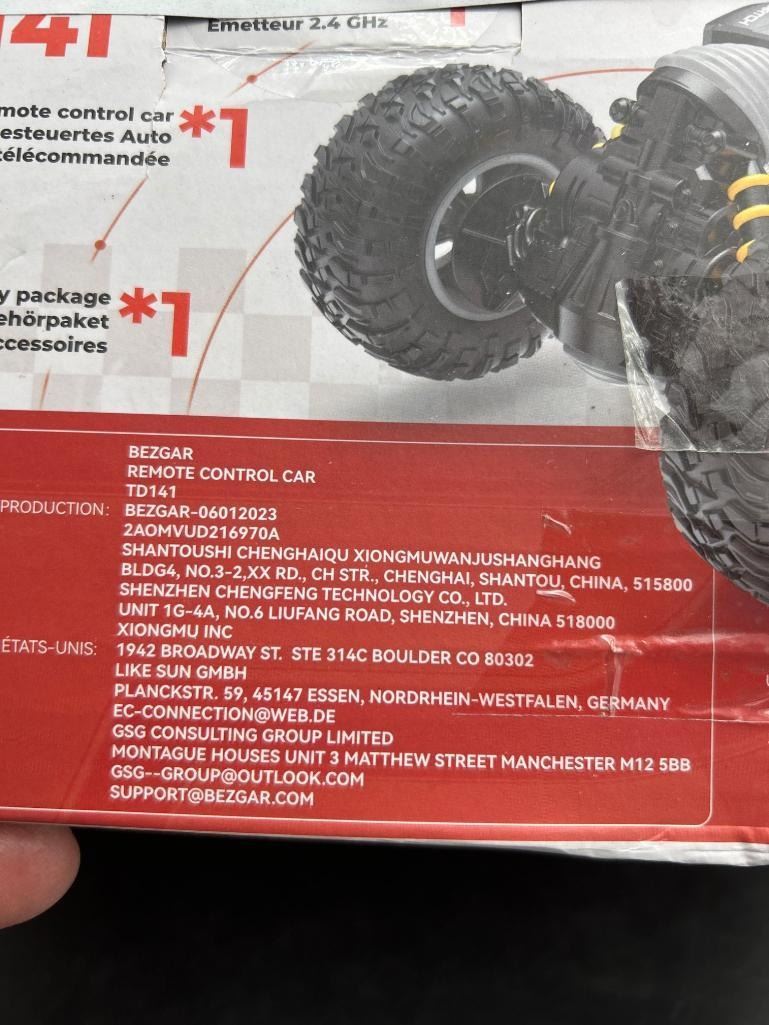 141
Emetteur 2.4 GHz
1
mote control car
esteuertes Auto
télécommandée
*1
y package
ehörpaket
ccessoires
*1
BEZGAR
REMOTE CONTROL CAR
TD141
PRODUCTION: BEZGAR-06012023
2AOMVUD216970A
SHANTOUSHI CHENGHAIQU XIONGMUWANJUSHANGHANG
BLDG4, NO.3-2,XX RD., CH STR., CHENGHAI, SHANTOU, CHINA, 515800
SHENZHEN CHENGFENG TECHNOLOGY CO., LTD.
UNIT 1G-4A, NO.6 LIUFANG ROAD, SHENZHEN, CHINA 518000
XIONGMU INC
ÉTATS-UNIS: 1942 BROADWAY ST. STE 314C BOULDER CO 80302
LIKE SUN GMBH
PLANCKSTR. 59, 45147 ESSEN, NORDRHEIN-WESTFALEN, GERMANY
EC-CONNECTION@WEB.DE
GSG CONSULTING GROUP LIMITED
MONTAGUE HOUSES UNIT 3 MATTHEW STREET MANCHESTER M12 5BB
GSG--GROUP@OUTLOOK.COM
SUPPORT@BEZGAR.COM